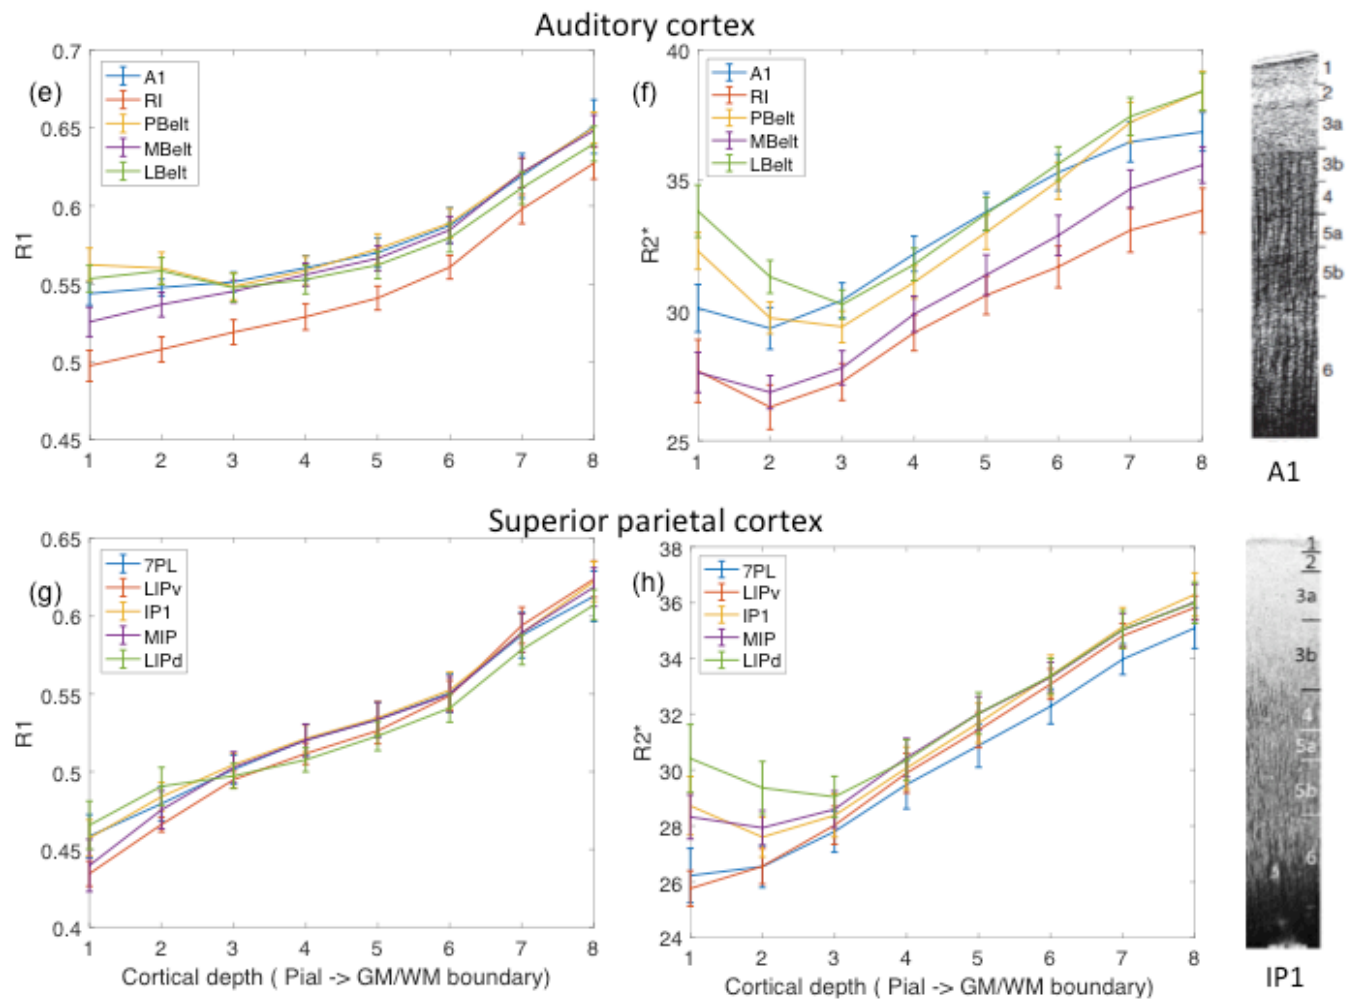 Auditory cortex
(e)
R1
0.7
0.65
0.6
0.55
0.5
0.45
A1
RI
PBelt
MBelt
LBelt
1 2 3 4 5 6 7 8
(f)
R2*
40
35
30
25
A1
RI
PBelt
MBelt
LBelt
1 2 3 4 5 6 7 8
1
2
3a
3b
4
5a
5b
6
A1
Superior parietal cortex
(g)
R1
0.65
0.6
0.55
0.5
0.45
0.4
7PL
LIPv
IP1
MIP
LIPd
1 2 3 4 5 6 7 8
Cortical depth ( Pial -> GM/WM boundary)
(h)
R2*
38
36
34
32
30
28
26
24
7PL
LIPv
IP1
MIP
LIPd
1 2 3 4 5 6 7 8
Cortical depth ( Pial -> GM/WM boundary)
1
2
3a
3b
4
5a
5b
6
IP1